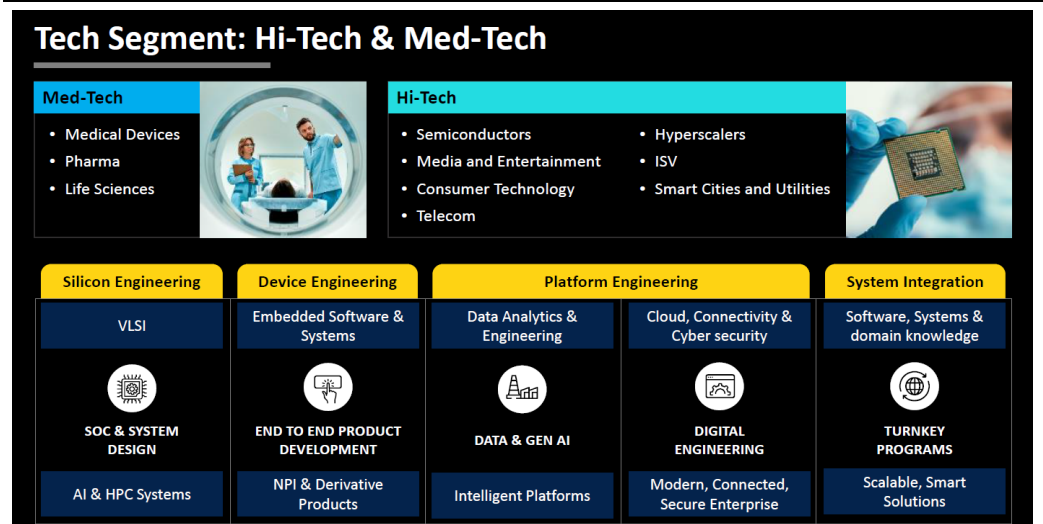 Tech Segment: Hi-Tech & Med-Tech
Med-Tech
• Medical Devices
• Pharma
• Life Sciences
Hi-Tech
• Semiconductors
• Media and Entertainment
• Consumer Technology
• Telecom
• Hyperscalers
• ISV
• Smart Cities and Utilities
Silicon Engineering
VLSI
SOC & SYSTEM
DESIGN
AI & HPC Systems
Device Engineering
Embedded Software &
Systems
END TO END PRODUCT
DEVELOPMENT
NPI & Derivative
Products
Platform Engineering
Data Analytics &
Engineering
DATA & GEN AI
Intelligent Platforms
Cloud, Connectivity &
Cyber security
DIGITAL
ENGINEERING
Modern, Connected,
Secure Enterprise
System Integration
Software, Systems &
domain knowledge
TURNKEY
PROGRAMS
Scalable, Smart
Solutions